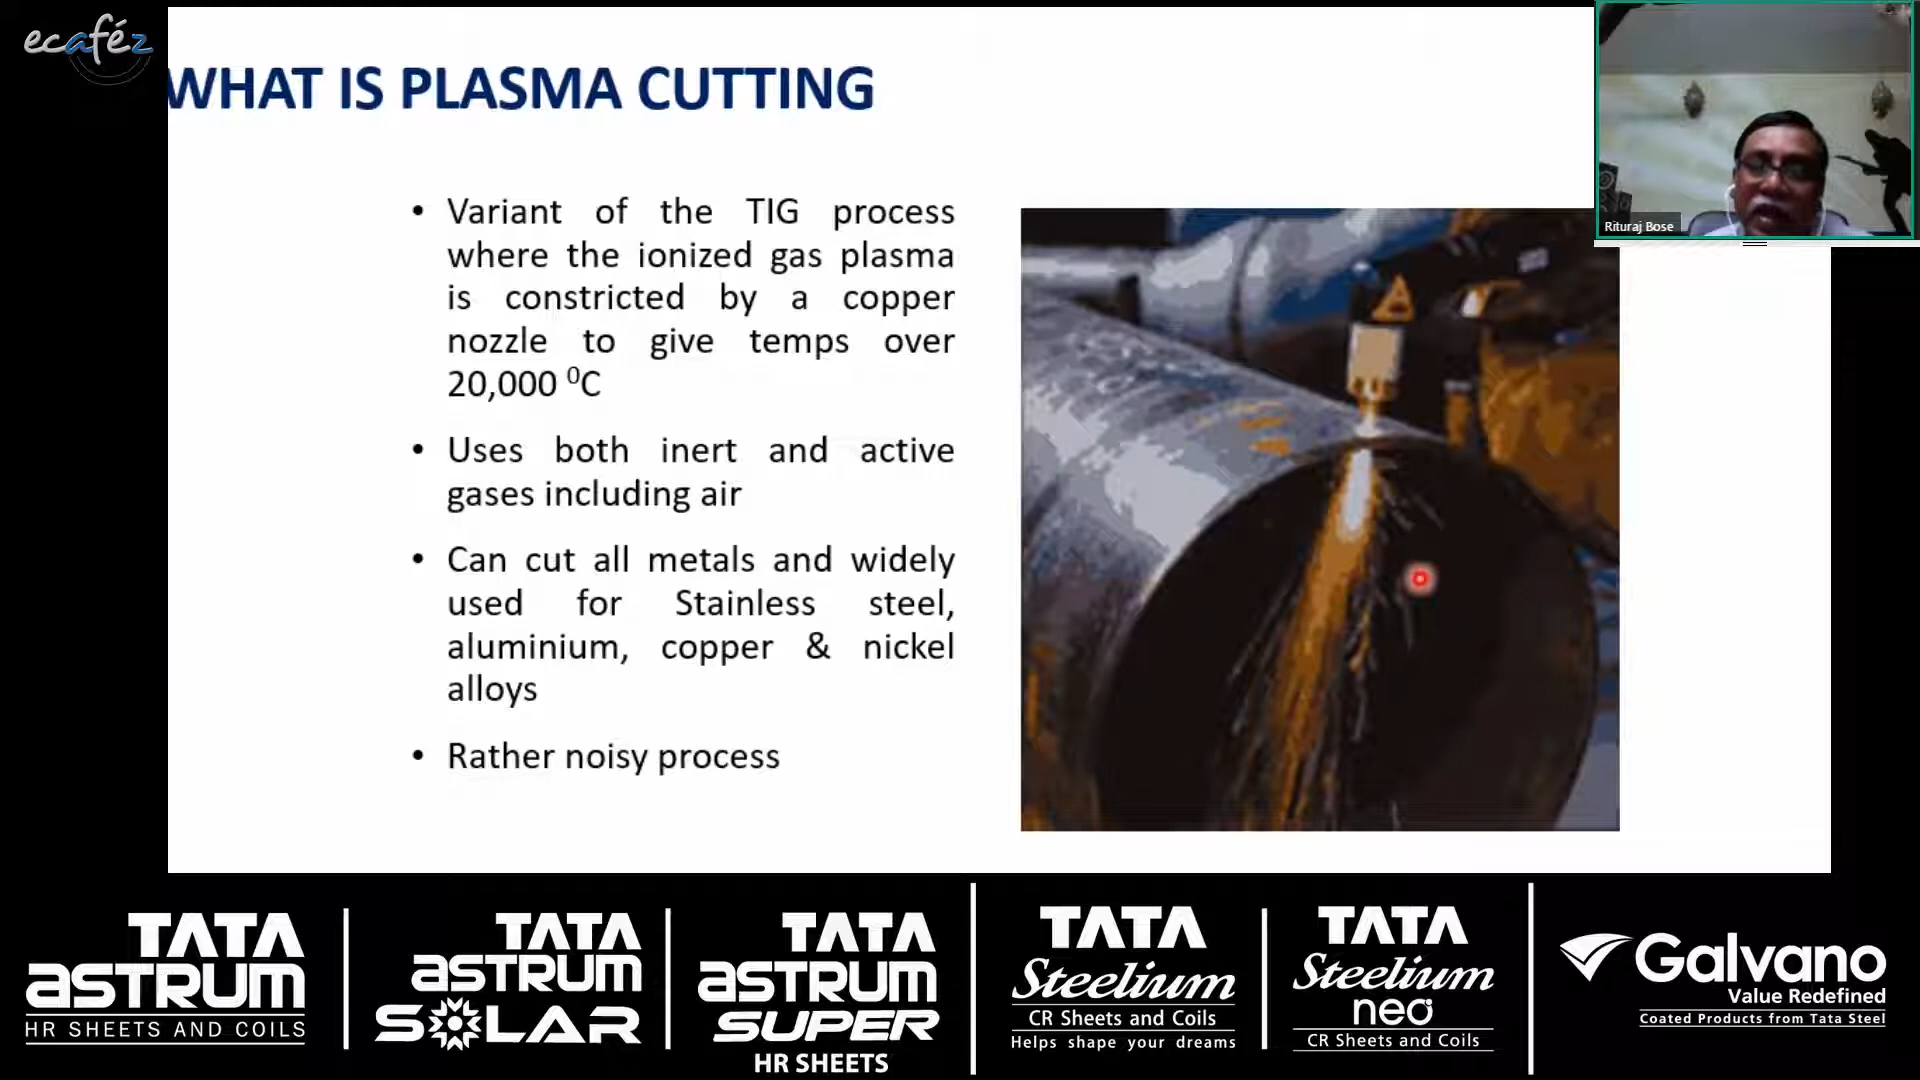 ecaféz
WHAT IS PLASMA CUTTING
• Variant of the TIG process
where the ionized gas plasma
is constricted by a copper
nozzle to give temps over
20,000 ⁰C
• Uses both inert and active
gases including air
• Can cut all metals and widely
used for Stainless steel,
aluminium, copper & nickel
alloys
• Rather noisy process
Rituraj Bose
TATA
ASTRUM
HR SHEETS AND COILS
TATA
ASTRUM
SOLAR
TATA
ASTRUM
SUPER
HR SHEETS
TATA
Steelium
CR Sheets and Coils
Helps shape your dreams
TATA
Steelium
neo
CR Sheets and Coils
Galvano
Value Redefined
Coated Products from Tata Steel